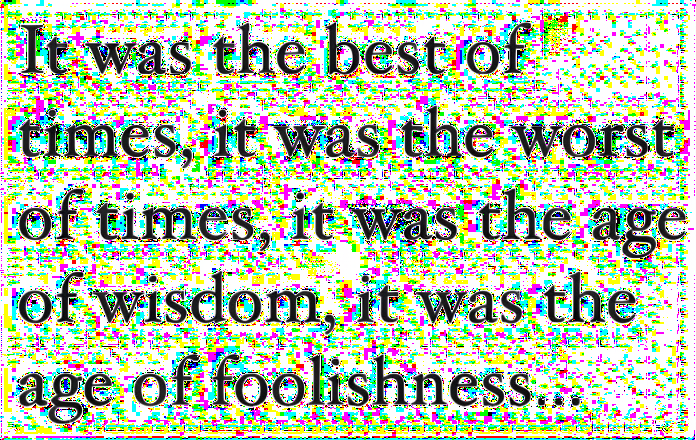 It was the best of
times, it was the worst
of times, it was the age
of wisdom, it was the
age of foolishness...